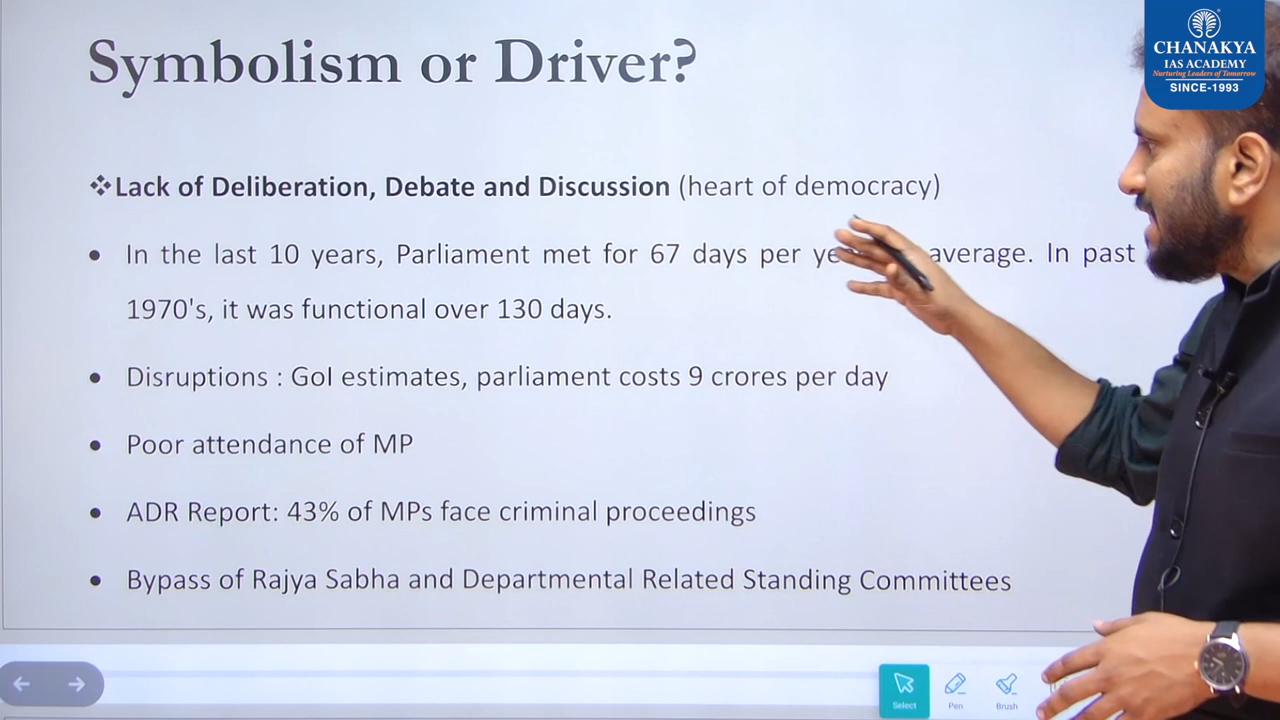 Symbolism or Driver?
CHANAKYA
IAS ACADEMY
Nurturing Leaders of Tomorrow
SINCE-1993
❖Lack of Deliberation, Debate and Discussion (heart of democracy)
• In the last 10 years, Parliament met for 67 days per average. In past
1970's, it was functional over 130 days.
• Disruptions : GoI estimates, parliament costs 9 crores per day
• Poor attendance of MP
• ADR Report: 43% of MPs face criminal proceedings
• Bypass of Rajya Sabha and Departmental Related Standing Committees
Select
Pen
Brush